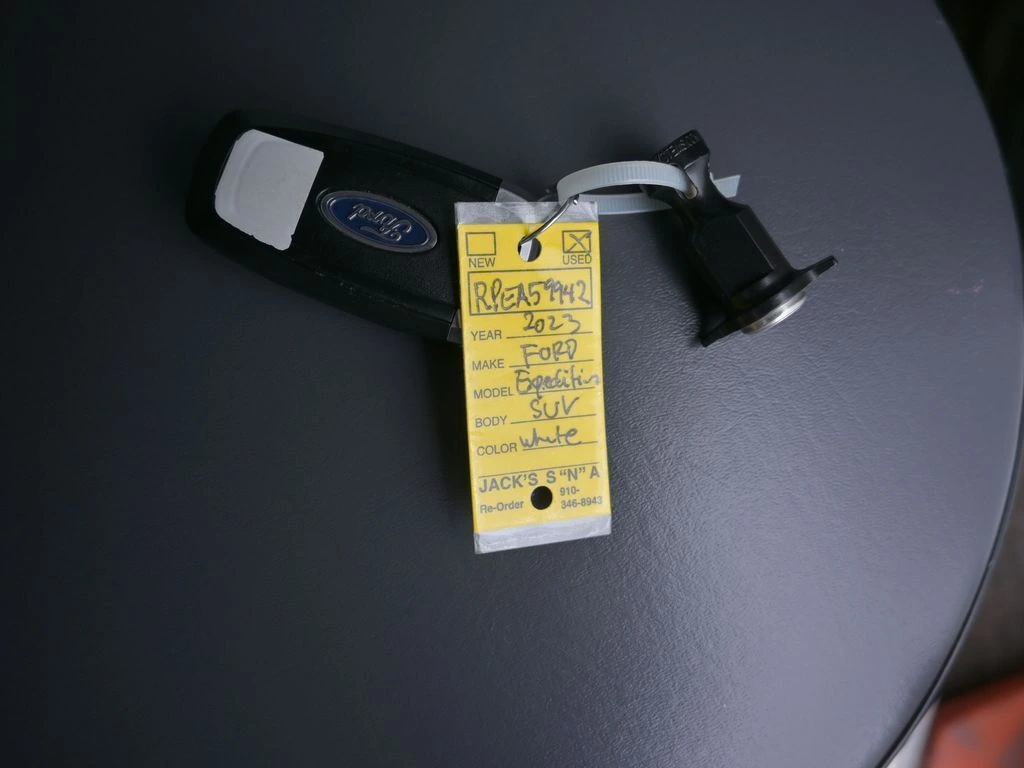 Ford
NEW USED
RPEA59942
YEAR 2023
MAKE FORD
MODEL Expedition
BODY SUV
COLOR white
JACK'S S "N" A
Re-Order 910-
346-8943